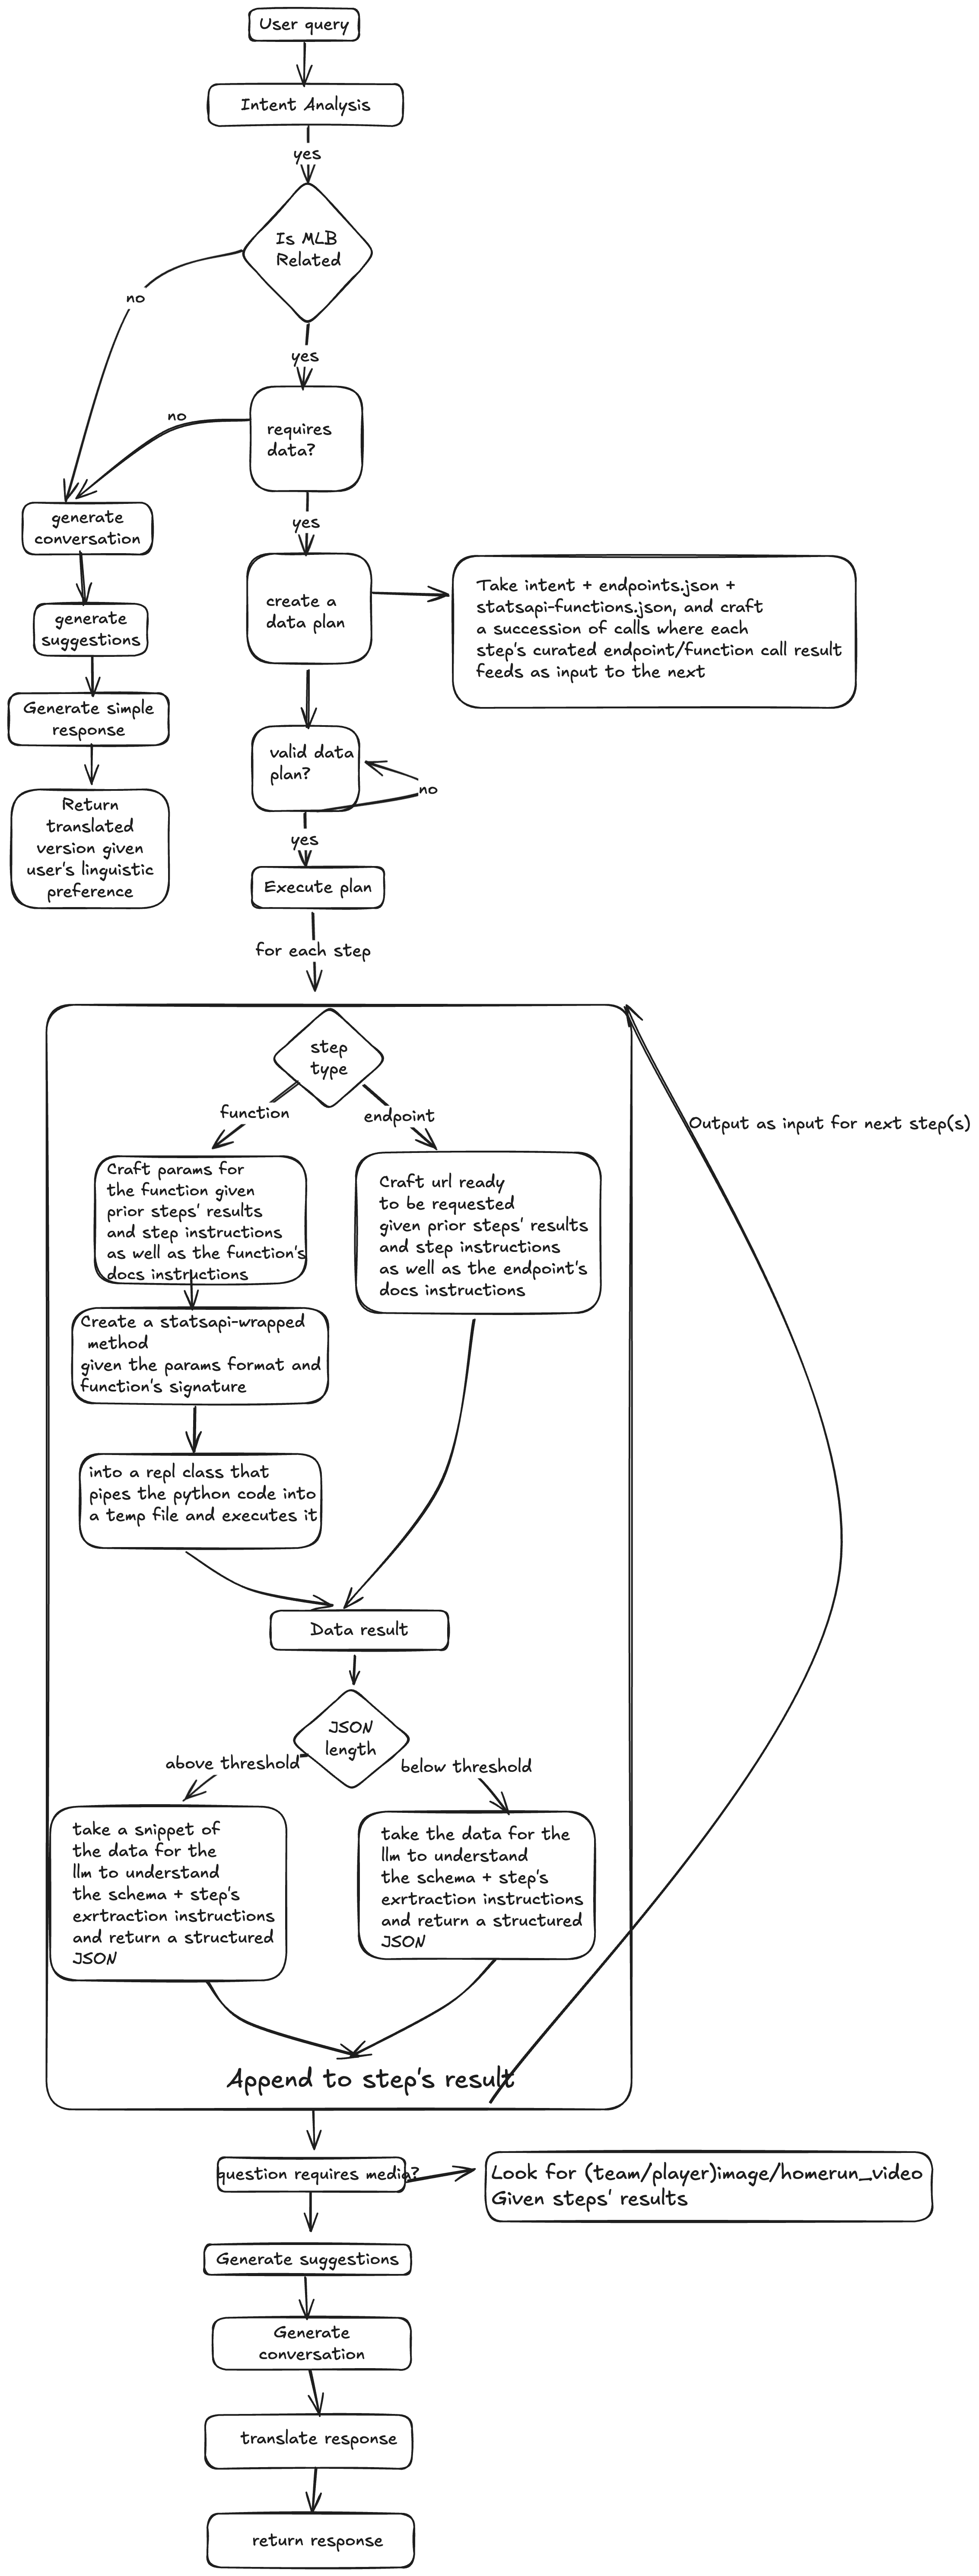 User query
Intent Analysis
yes
Is MLB
Related
no
yes
requires
data?
no
yes
generate
conversation
generate
suggestions
Generate simple
response
Return
translated
version given
user's linguistic
preference
create a
data plan
Take intent + endpoints.json +
statsapi-functions.json, and craft
a succession of calls where each
step's curated endpoint/function call result
feeds as input to the next
valid data
plan?
no
yes
Execute plan
for each step
step
type
function
endpoint
Output as input for next step(s)
Craft params for
the function given
prior steps' results
and step instructions
as well as the function's
docs instructions
Craft url ready
to be requested
given prior steps' results
and step instructions
as well as the endpoint's
docs instructions
Create a statsapi-wrapped
method
given the params format and
function's signature
into a repl class that
pipes the python code into
a temp file and executes it
Data result
JSON
length
above threshold
below threshold
take a snippet of
the data for the
llm to understand
the schema + step's
exrtraction instructions
and return a structured
JSON
take the data for the
llm to understand
the schema + step's
exrtraction instructions
and return a structured
JSON
Append to step's result
question requires media?
Look for (team/player)image/homerun_video
Given steps' results
Generate suggestions
Generate
conversation
translate response
return response